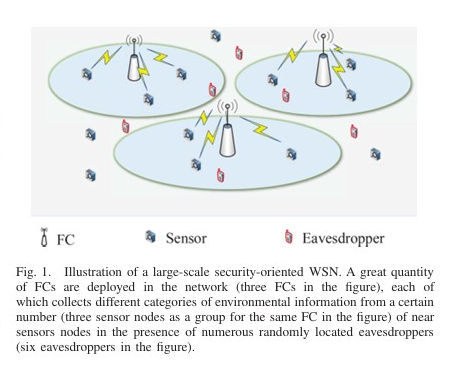 FC Sensor Eavesdropper
Fig. 1. Illustration of a large-scale security-oriented WSN. A great quantity
of FCs are deployed in the network (three FCs in the figure), each of
which collects different categories of environmental information from a certain
number (three sensor nodes as a group for the same FC in the figure) of near
sensors nodes in the presence of numerous randomly located eavesdroppers
(six eavesdroppers in the figure).